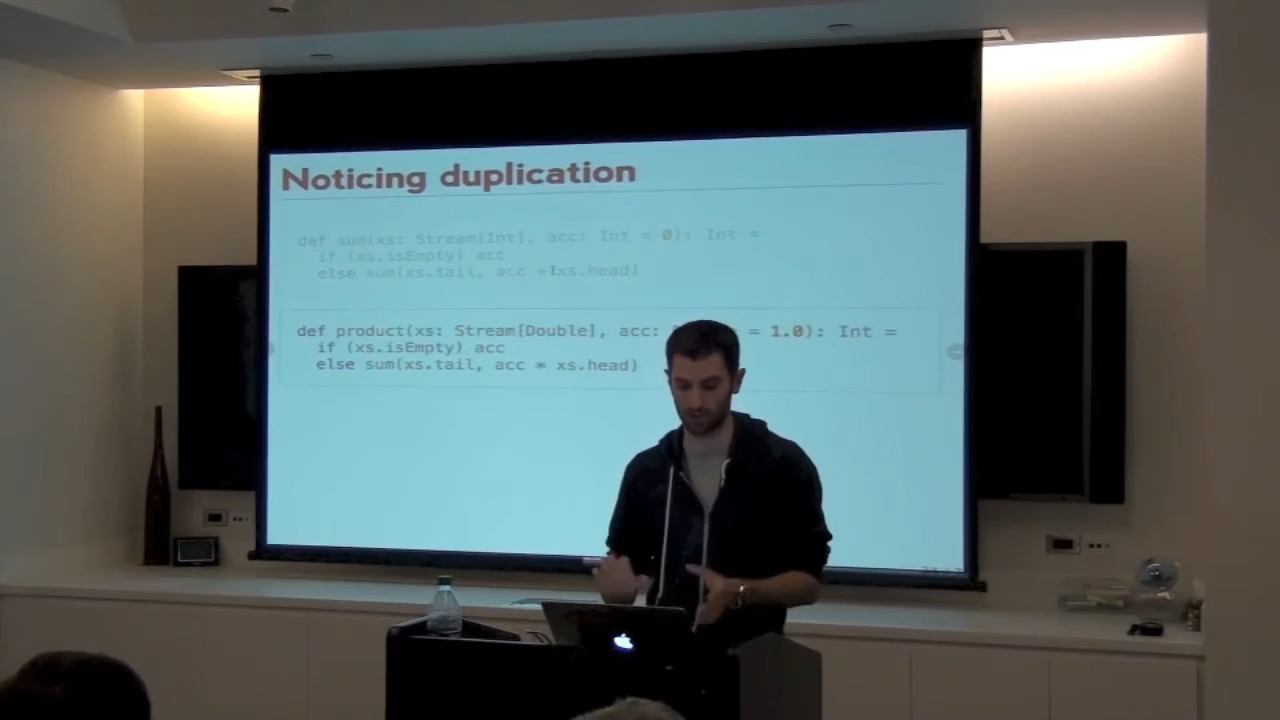 Noticing duplication
def sum(xs: Stream[Int], acc: Int = 0): Int =
if (xs.isEmpty) acc
else sum(xs.tail, acc + xs.head)
def product(xs: Stream[Double], acc: = 1.0): Int =
if (xs.isEmpty) acc
else sum(xs.tail, acc * xs.head)